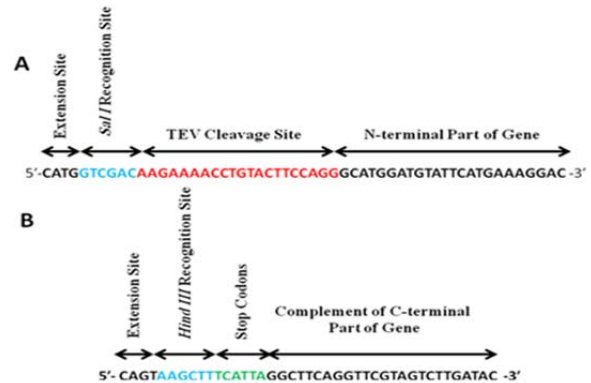 A
Extension Site
Sal I Recognition Site
TEV Cleavage Site
N-terminal Part of Gene
5′-CATGGTCGACAAGAAAACCTGTACTTCCAGGGCATGGATGTATTCATGAAAGGAC -3′
B
Extension Site
Hind III Recognition Site
Stop Codons
Complement of C-terminal
Part of Gene
5′- CAGTAAGCTTTCATTAGGCTTCAGGTTCGTAGTCTTGATAC -3′